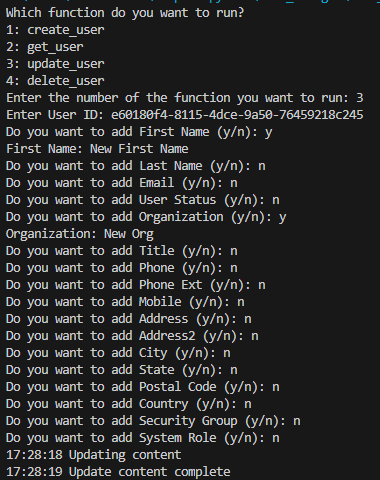 Which function do you want to run?
1: create_user
2: get_user
3: update_user
4: delete_user
Enter the number of the function you want to run: 3
Enter User ID: e60180f4-8115-4dce-9a50-76459218c245
Do you want to add First Name (y/n): y
First Name: New First Name
Do you want to add Last Name (y/n): n
Do you want to add Email (y/n): n
Do you want to add User Status (y/n): n
Do you want to add Organization (y/n): y
Organization: New Org
Do you want to add Title (y/n): n
Do you want to add Phone (y/n): n
Do you want to add Phone Ext (y/n): n
Do you want to add Mobile (y/n): n
Do you want to add Address (y/n): n
Do you want to add Address2 (y/n): n
Do you want to add City (y/n): n
Do you want to add State (y/n): n
Do you want to add Postal Code (y/n): n
Do you want to add Country (y/n): n
Do you want to add Security Group (y/n): n
Do you want to add System Role (y/n): n
17:28:18 Updating content
17:28:19 Update content complete